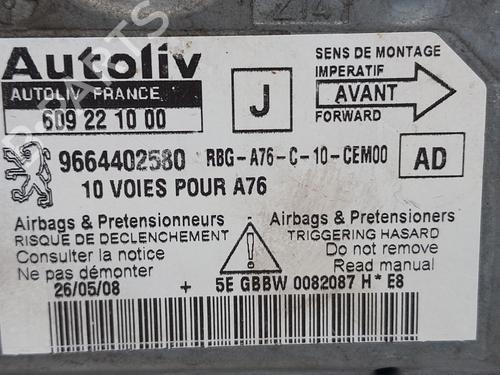 Autoliv
AUTOLIV FRANCE
609 22 10 00
J
SENS DE MONTAGE
IMPERATIF
AVANT
FORWARD
9664402580 RBG-A76-C-10-CEM00
AD
10 VOIES POUR A76
Airbags & Pretensionneurs
RISQUE DE DECLENCHEMENT
Consulter la notice
Ne pas démonter
Airbags & Pretensioners
TRIGGERING HASARD
Do not remove
Read manual
26/05/08 + 5E GBBW 0082087 H * E8